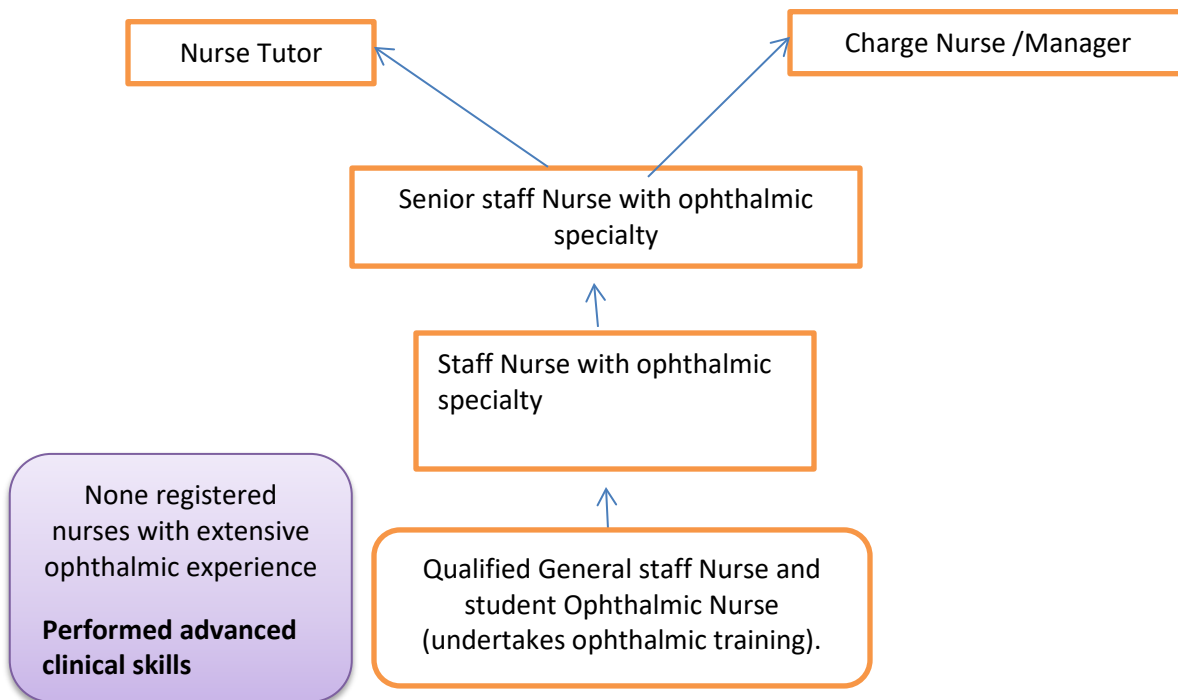 Nurse Tutor
Charge Nurse /Manager
Senior staff Nurse with ophthalmic
specialty
Staff Nurse with ophthalmic
specialty
None registered
nurses with extensive
ophthalmic experience
Performed advanced
clinical skills
Qualified General staff Nurse and
student Ophthalmic Nurse
(undertakes ophthalmic training).